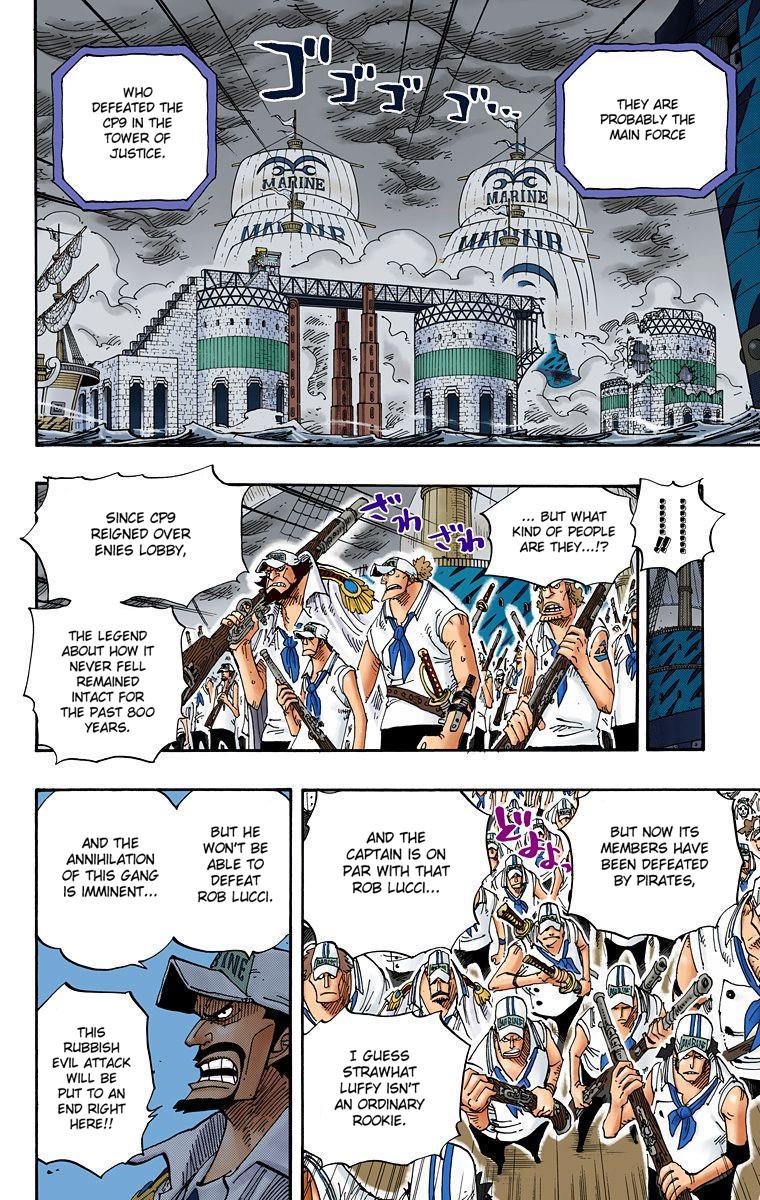 THEY ARE
PROBABLY THE
MAIN FORCE
ゴゴゴゴゴ...
WHO
DEFEATED THE
CP9 IN THE
TOWER OF
JUSTICE.
MARINE
MARINE
MARINE
MARINE
.........!!
... BUT WHAT
KIND OF PEOPLE
ARE THEY...!?
ざわ
ざわ
SINCE CP9
REIGNED OVER
ENIES LOBBY,
THE LEGEND
ABOUT HOW IT
NEVER FELL
REMAINED
INTACT FOR
THE PAST 800
YEARS.
BUT NOW ITS
MEMBERS HAVE
BEEN DEFEATED
BY PIRATES,
どよよっ
AND THE
CAPTAIN IS ON
PAR WITH THAT
ROB LUCCI...
MARINE
I GUESS
STRAWHAT
LUFFY ISN'T
AN ORDINARY
ROOKIE.
BUT HE
WON'T BE
ABLE TO
DEFEAT
ROB LUCCI.
AND THE
ANNIHILATION OF
THIS GANG IS
IMMINENT...
MARINE
THIS
RUBBISH
EVIL ATTACK
WILL BE
PUT TO AN
END RIGHT
HERE!!